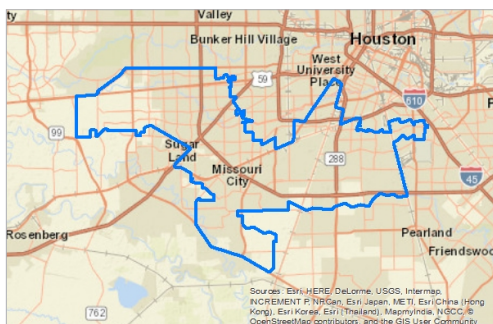 ty
Valley
Bunker Hill Village
Houston
West
University
Place
59
610
99
Sugar
Land
Missouri
City
288
45
Rosenberg
Pearland
Friendswo
762
Sources: Esri, HERE, DeLorme, USGS, Intermap,
INCREMENT P, NRCan, Esri Japan, METI, Esri China (Hong
Kong), Esri Korea, Esri (Thailand), MapmyIndia, NGCC, ©
OpenStreetMap contributors, and the GIS User Community